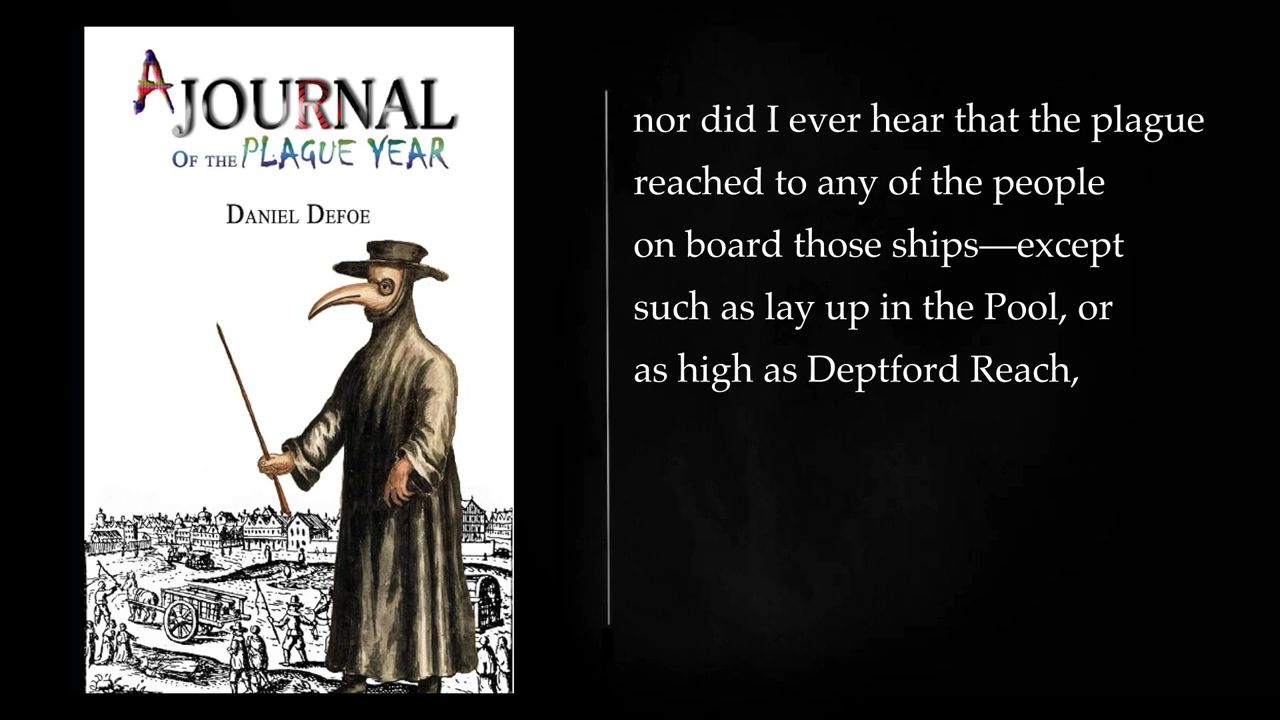 A JOURNAL
OF THE PLAGUE YEAR
DANIEL DEFOE
nor did I ever hear that the plague
reached to any of the people
on board those ships—except
such as lay up in the Pool, or
as high as Deptford Reach,